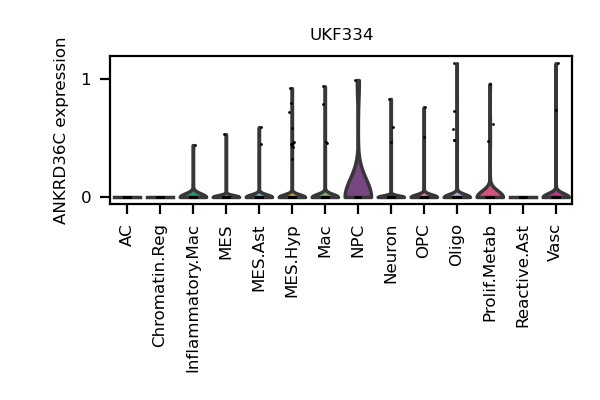 UKF334
ANKRD36C expression
1
0
AC
Chromatin.Reg
Inflammatory.Mac
MES
MES.Ast
MES.Hyp
Mac
NPC
Neuron
OPC
Oligo
Prolif.Metab
Reactive.Ast
Vasc